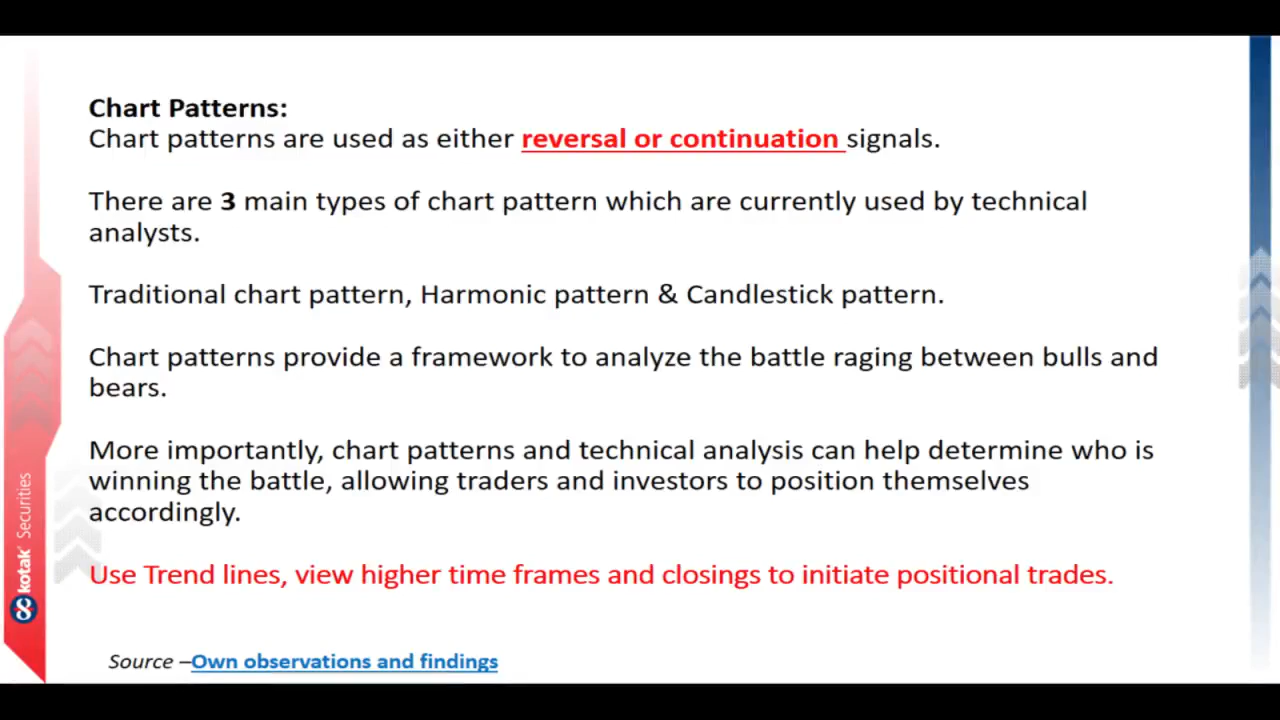 Chart Patterns:
Chart patterns are used as either reversal or continuation signals.
There are 3 main types of chart pattern which are currently used by technical
analysts.
Traditional chart pattern, Harmonic pattern & Candlestick pattern.
Chart patterns provide a framework to analyze the battle raging between bulls and
bears.
More importantly, chart patterns and technical analysis can help determine who is
winning the battle, allowing traders and investors to position themselves
accordingly.
Use Trend lines, view higher time frames and closings to initiate positional trades.
Source –Own observations and findings
kotak Securities